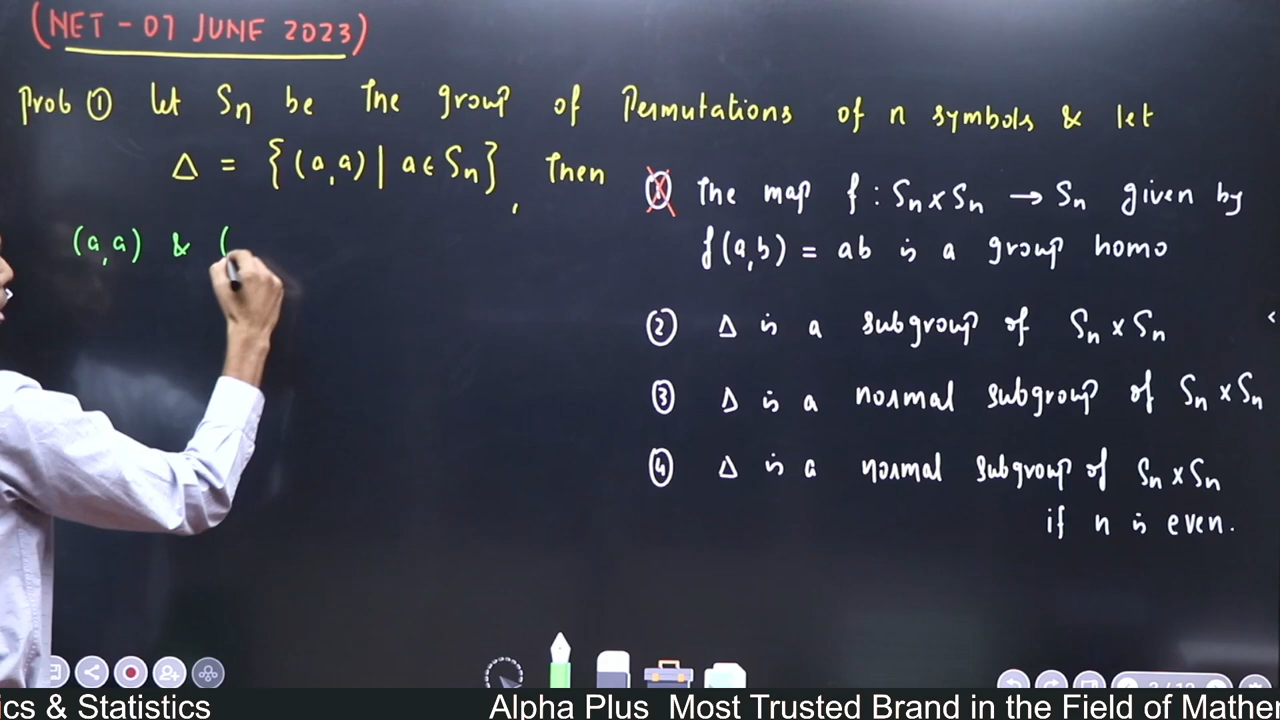 (NET - 07 JUNE 2023)
Prob ① let Sn be the group of Permutations of n symbols & let
Δ = {(a,a) | a ∈ Sn}, Then
(a,a) & (
① The map f : Sn x Sn → Sn given by
f(a,b) = ab is a group homo
② Δ is a subgroup of Sn x Sn
③ Δ is a normal subgroup of Sn x Sn
④ Δ is a normal subgroup of Sn x Sn
if n is even.
ics & Statistics
Alpha Plus Most Trusted Brand in the Field of Mathe